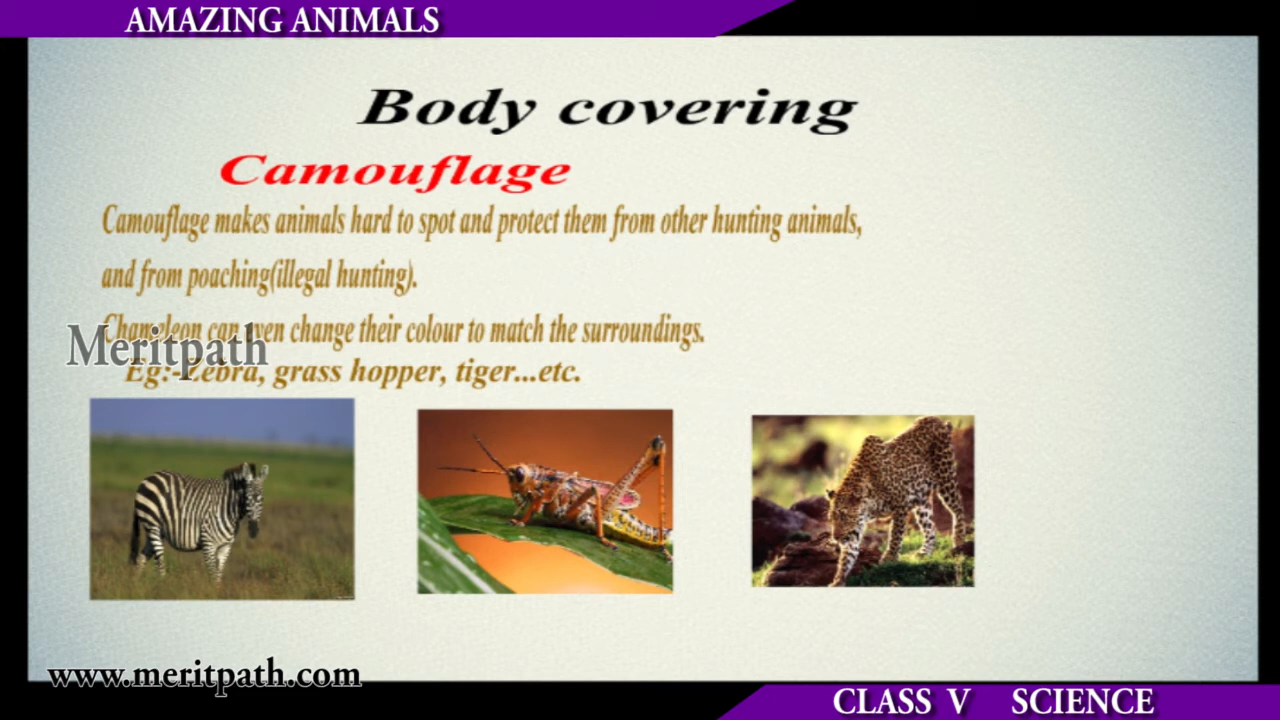 AMAZING ANIMALS
Body covering
Camouflage
Camouflage makes animals hard to spot and protect them from other hunting animals,
and from poaching(illegal hunting).
Chameleon can even change their colour to match the surroundings.
Meritpath
Eg:-Zebra, grass hopper, tiger...etc.
www.meritpath.com
CLASS V SCIENCE